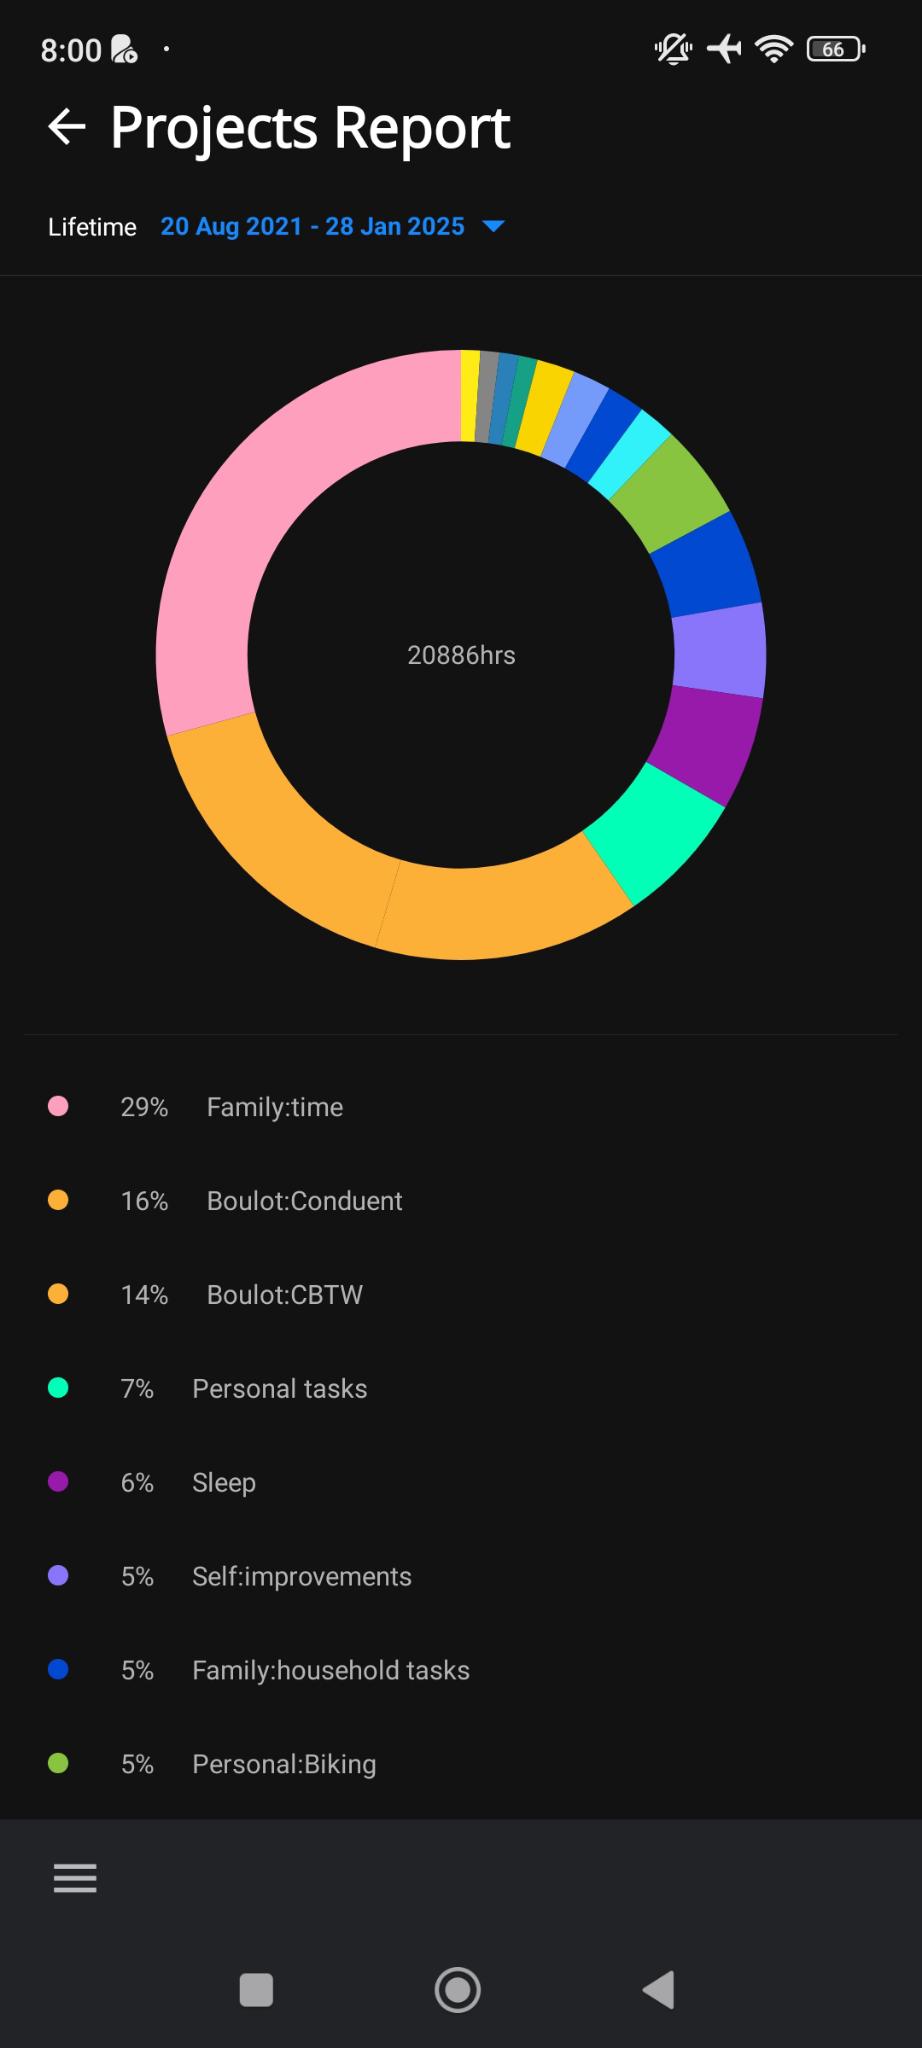 8:00
66
Projects Report
Lifetime 20 Aug 2021 - 28 Jan 2025
20886hrs
29% Family:time
16% Boulot:Conduent
14% Boulot:CBTW
7% Personal tasks
6% Sleep
5% Self:improvements
5% Family:household tasks
5% Personal:Biking